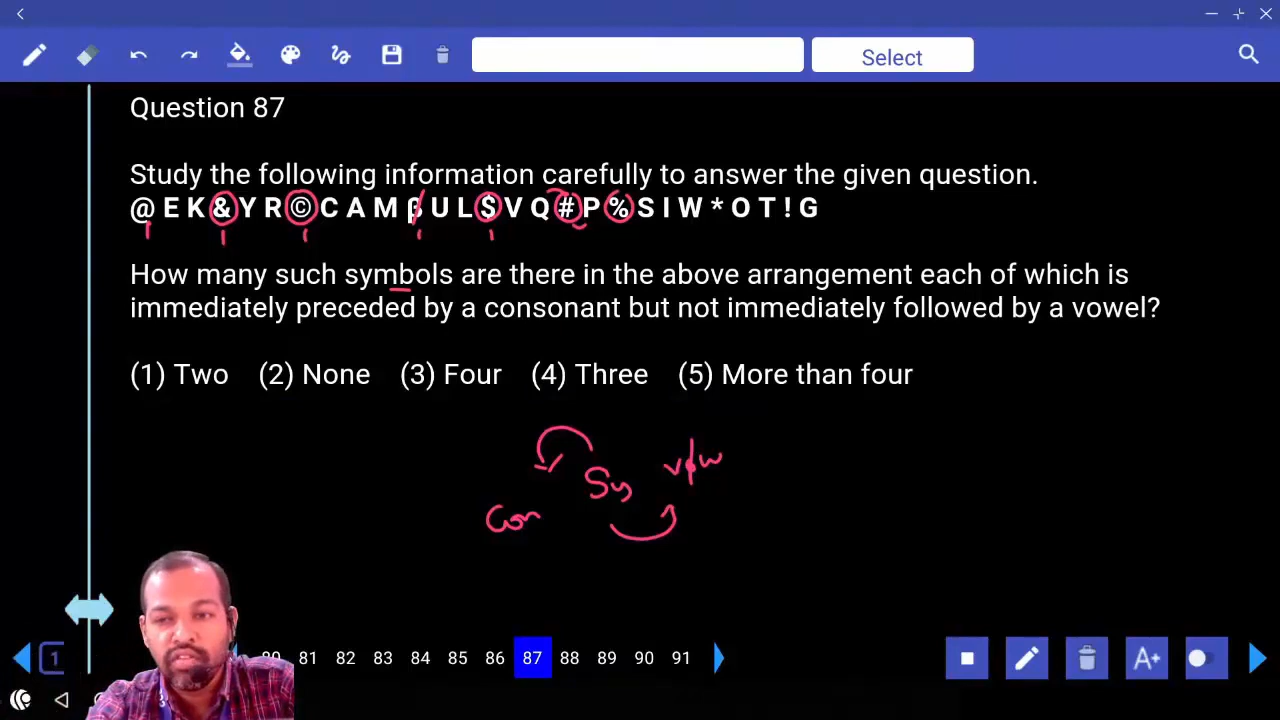 Select
Question 87
Study the following information carefully to answer the given question.
@ E K & Y R © C A M β U L $ V Q # P % S I W * O T ! G
How many such symbols are there in the above arrangement each of which is
immediately preceded by a consonant but not immediately followed by a vowel?
(1) Two (2) None (3) Four (4) Three (5) More than four
Sy vow
Con
1 80 81 82 83 84 85 86 87 88 89 90 91 A+